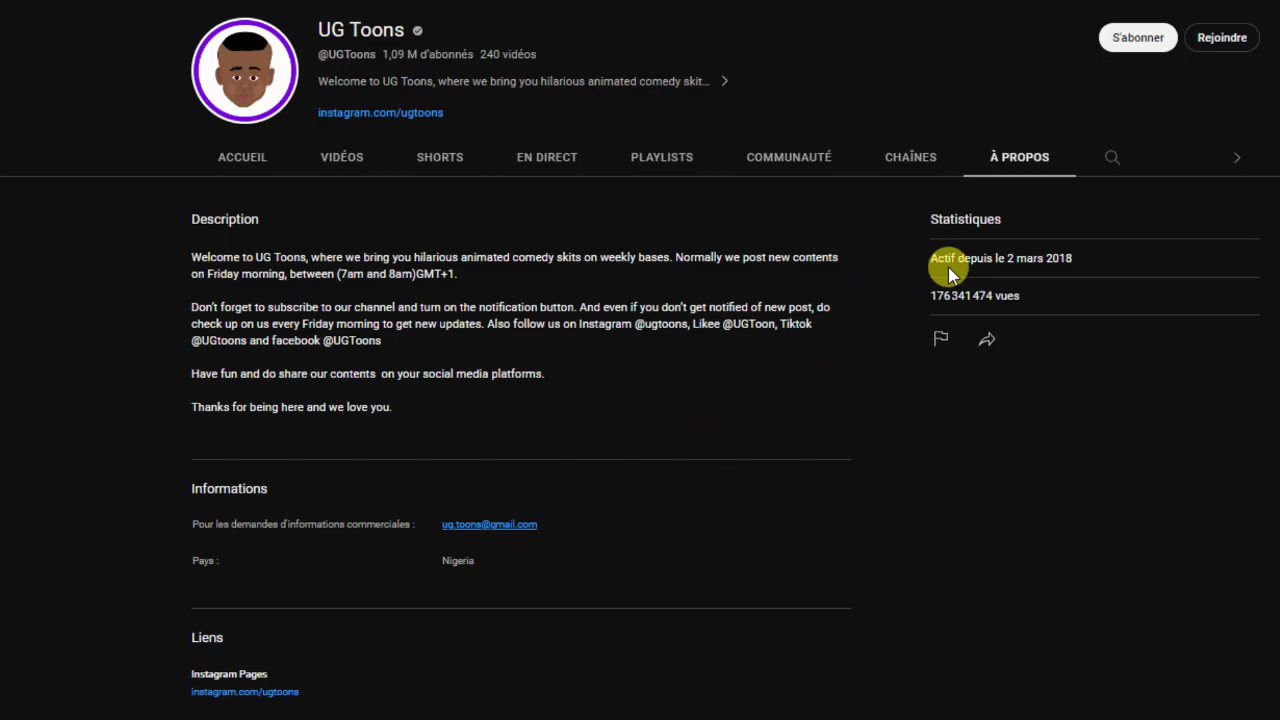 UG Toons
@UGToons 1,09 M d'abonnés 240 vidéos
Welcome to UG Toons, where we bring you hilarious animated comedy skit...
instagram.com/ugtoons
S'abonner
Rejoindre
ACCUEIL VIDÉOS SHORTS EN DIRECT PLAYLISTS COMMUNAUTÉ CHAÎNES À PROPOS
Description
Welcome to UG Toons, where we bring you hilarious animated comedy skits on weekly bases. Normally we post new contents
on Friday morning, between (7am and 8am)GMT+1.
Don't forget to subscribe to our channel and turn on the notification button. And even if you don't get notified of new post, do
check up on us every Friday morning to get new updates. Also follow us on Instagram @ugtoons, Likee @UGToon, Tiktok
@UGtoons and facebook @UGToons
Have fun and do share our contents on your social media platforms.
Thanks for being here and we love you.
Informations
Pour les demandes d'informations commerciales : ug.toons@gmail.com
Pays : Nigeria
Liens
Instagram Pages
instagram.com/ugtoons
Statistiques
Actif depuis le 2 mars 2018
176 341 474 vues